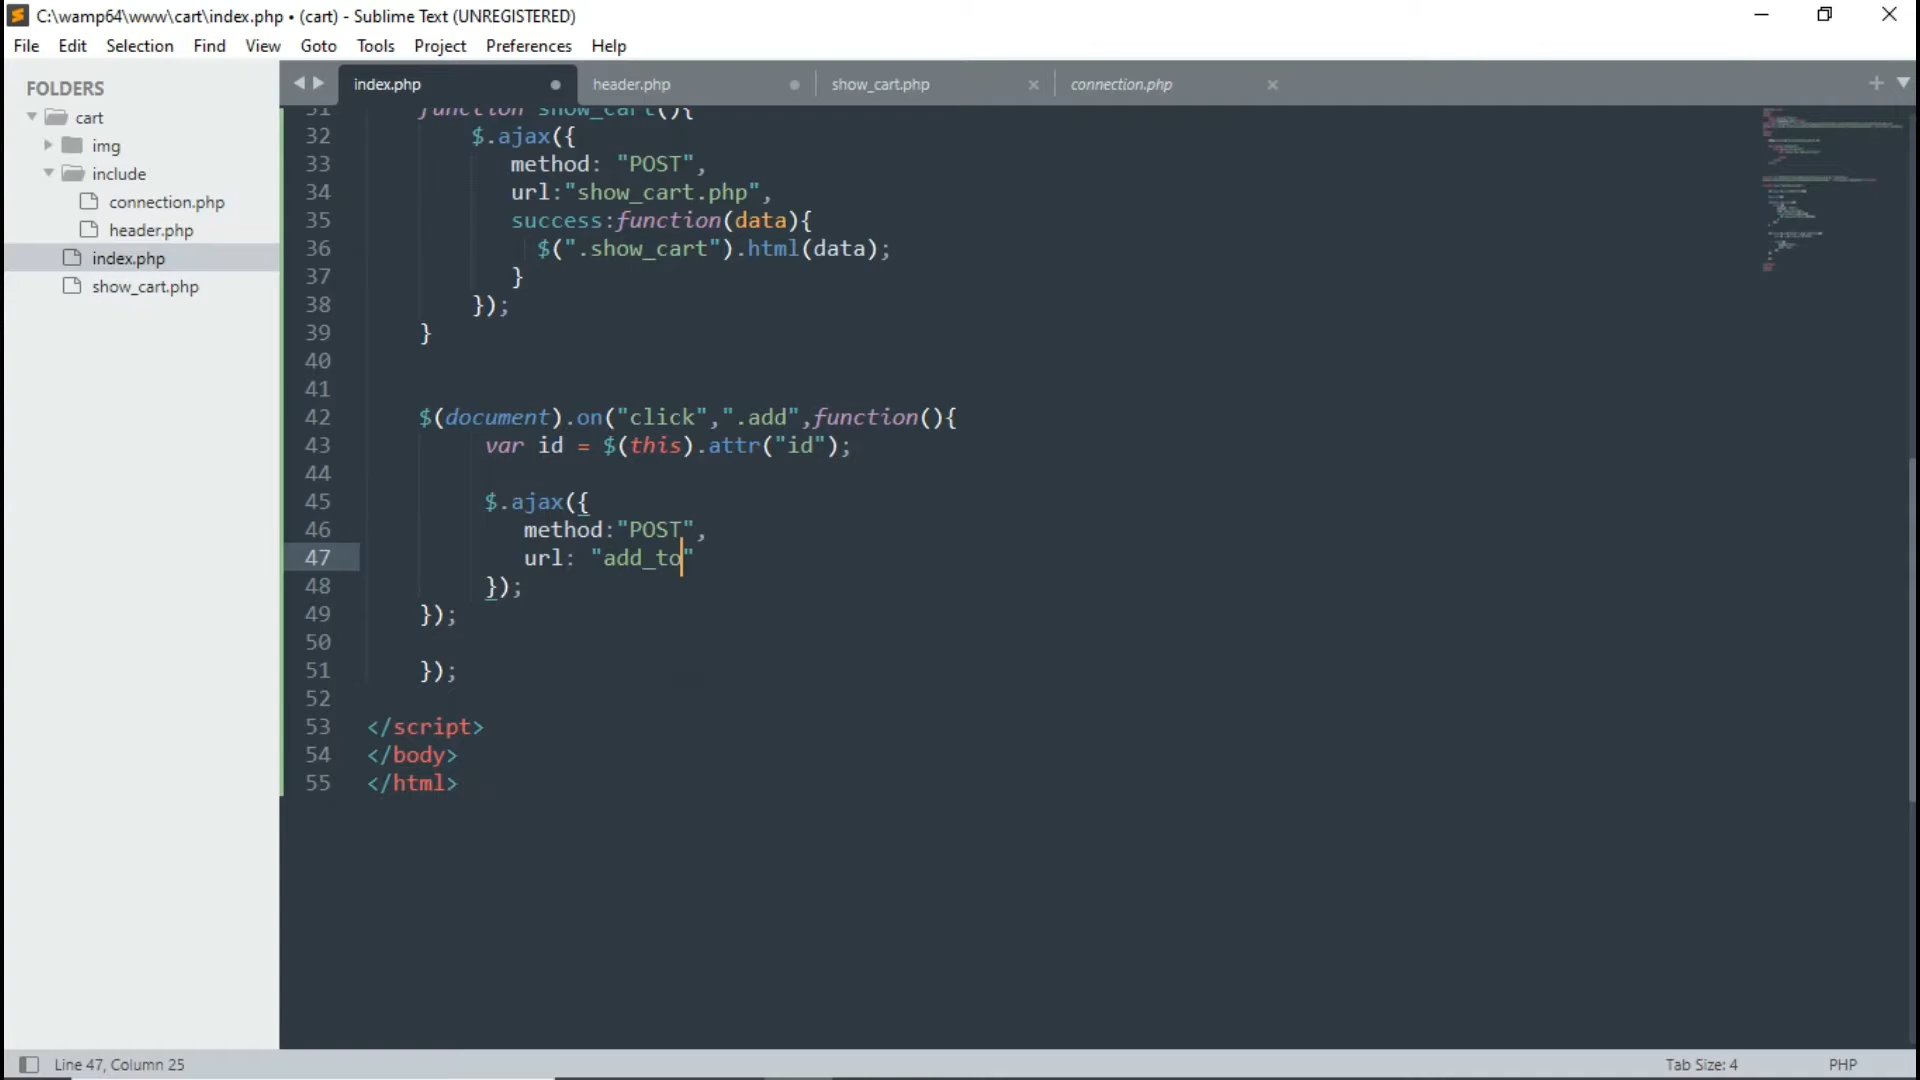 C:\wamp64\www\cart\index.php • (cart) - Sublime Text (UNREGISTERED)
File Edit Selection Find View Goto Tools Project Preferences Help
FOLDERS
cart
img
include
connection.php
header.php
index.php
show_cart.php
index.php header.php show_cart.php connection.php
31 function show_cart(){
32 $.ajax({
33 method: "POST",
34 url:"show_cart.php",
35 success:function(data){
36 $(".show_cart").html(data);
37 }
38 });
39 }
40
41
42 $(document).on("click",".add",function(){
43 var id = $(this).attr("id");
44
45 $.ajax({
46 method:"POST",
47 url: "add_to"
48 });
49 });
50
51 });
52
53 </script>
54 </body>
55 </html>
Line 47, Column 25 Tab Size: 4 PHP